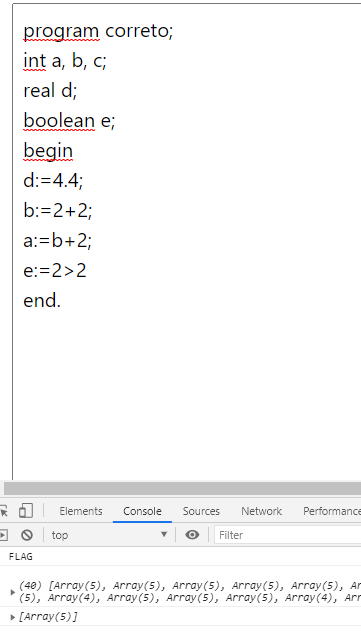 program correto;
int a, b, c;
real d;
boolean e;
begin
d:=4.4;
b:=2+2;
a:=b+2;
e:=2>2
end.
Elements Console Sources Network Performance
top Filter
FLAG
(40) [Array(5), Array(5), Array(5), Array(5), Array(5), Ar
(5), Array(4), Array(5), Array(5), Array(5), Array(4), Arr
[Array(5)]